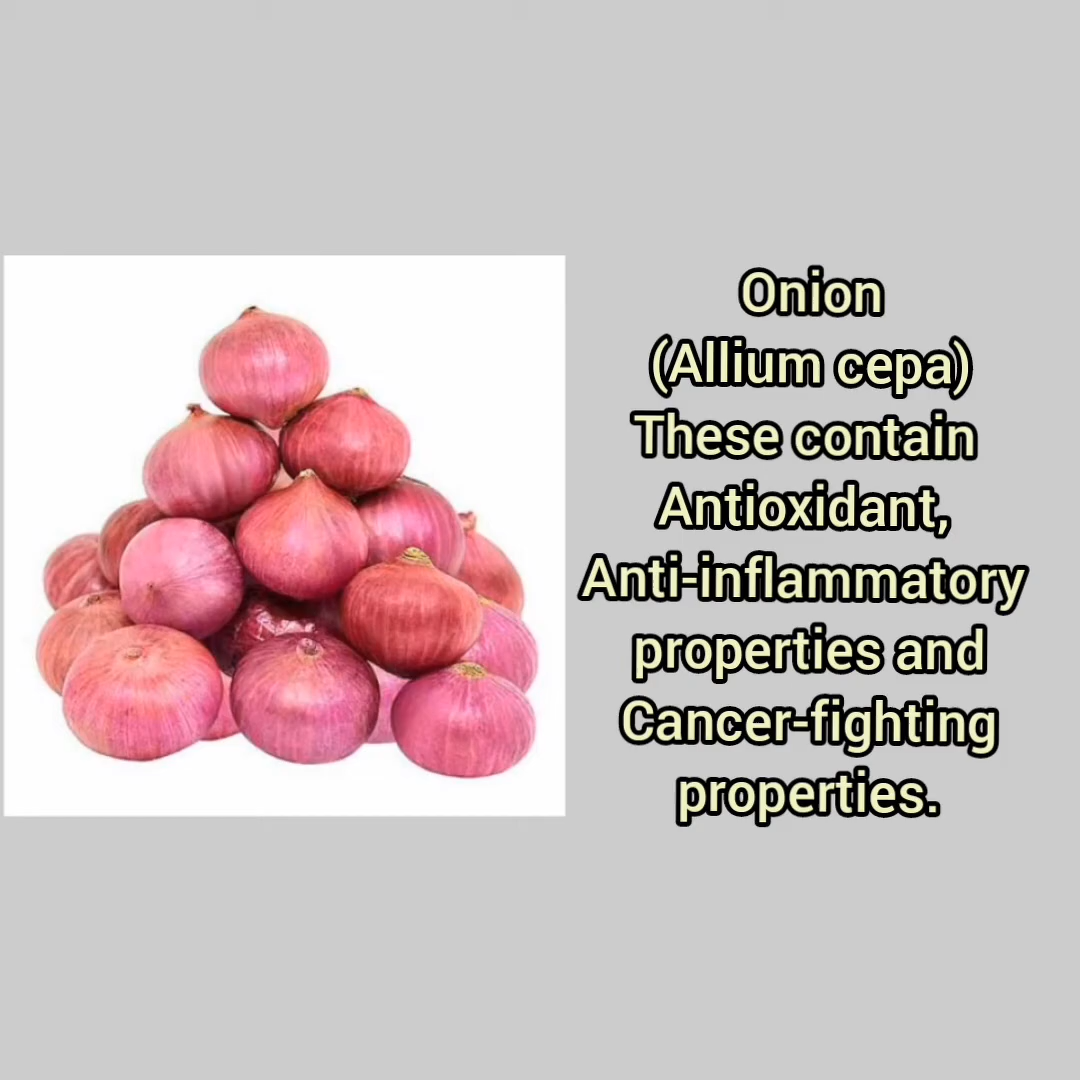 Onion
(Allium cepa)
These contain
Antioxidant,
Anti-inflammatory
properties and
Cancer-fighting
properties.